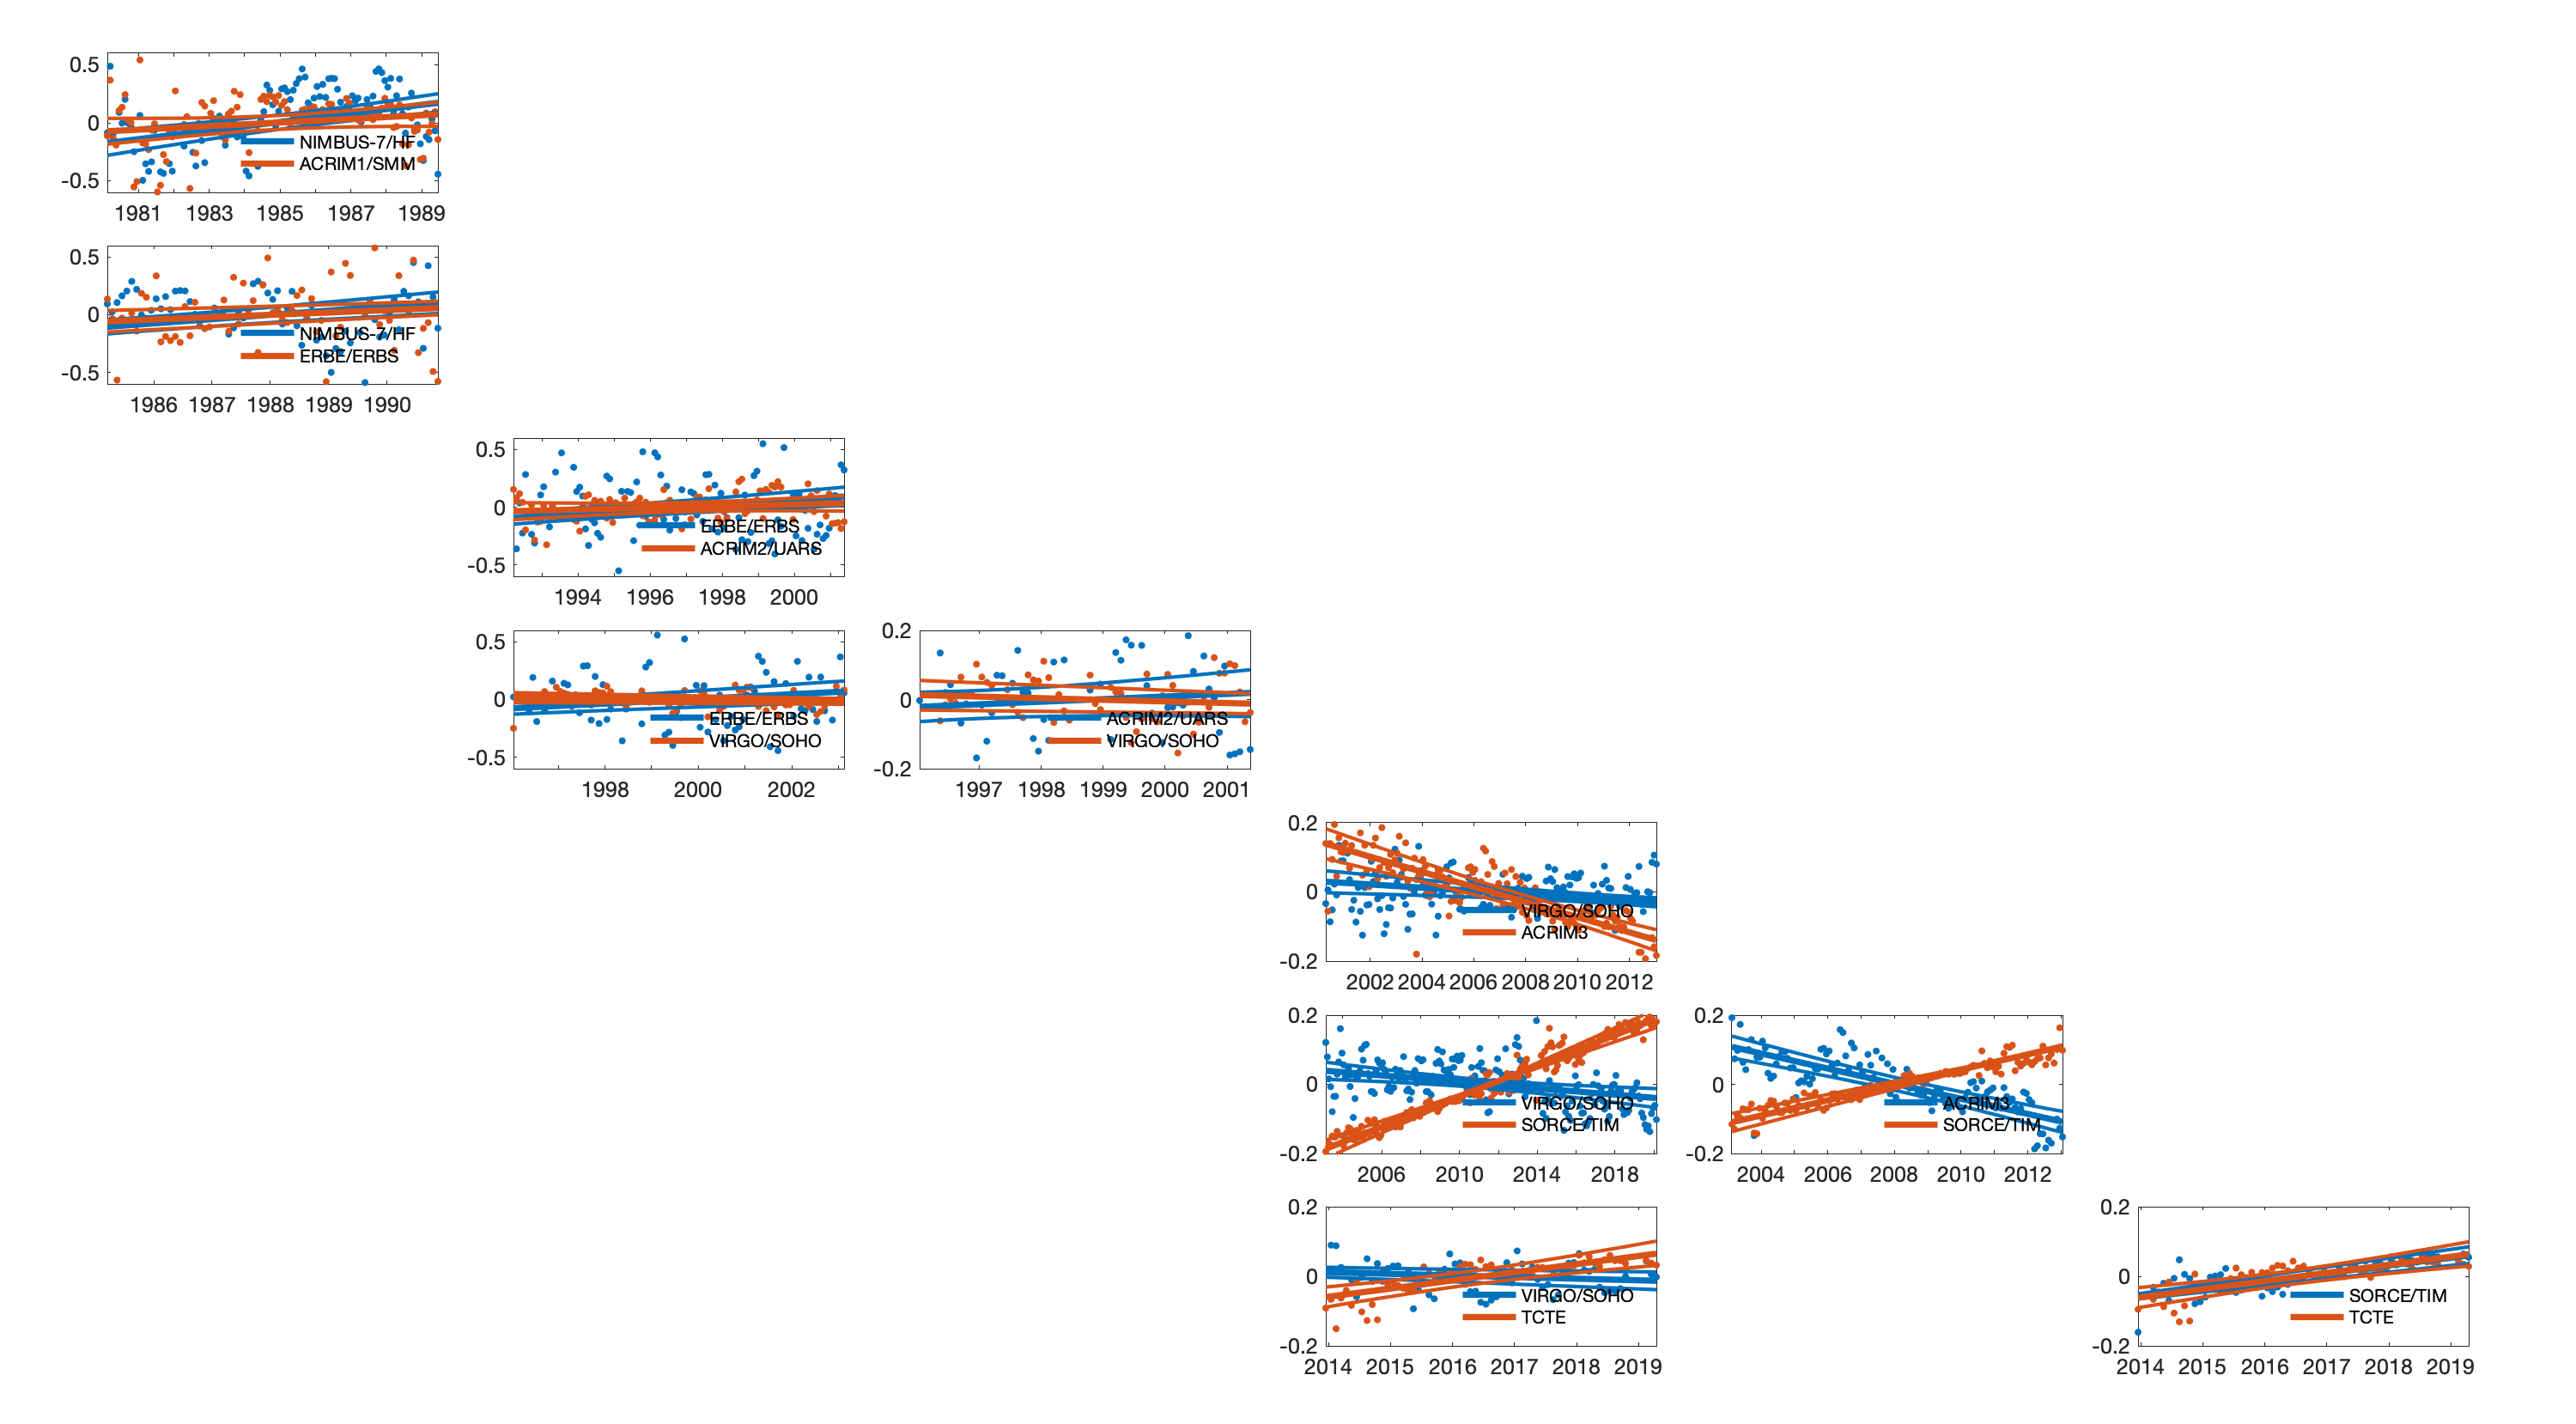 0.5
0
-0.5
NIMBUS-7/HF
ACRIM1/SMM
1981 1983 1985 1987 1989
0.5
0
-0.5
NIMBUS-7/HF
ERBE/ERBS
1986 1987 1988 1989 1990
0.5
0
-0.5
ERBE/ERBS
ACRIM2/UARS
1994 1996 1998 2000
0.5
0
-0.5
ERBE/ERBS
VIRGO/SOHO
1998 2000 2002
0.2
0
-0.2
ACRIM2/UARS
VIRGO/SOHO
1997 1998 1999 2000 2001
0.2
0
-0.2
VIRGO/SOHO
ACRIM3
2002 2004 2006 2008 2010 2012
0.2
0
-0.2
VIRGO/SOHO
SORCE/TIM
2006 2010 2014 2018
0.2
0
-0.2
ACRIM3
SORCE/TIM
2004 2006 2008 2010 2012
0.2
0
-0.2
VIRGO/SOHO
TCTE
2014 2015 2016 2017 2018 2019
0.2
0
-0.2
SORCE/TIM
TCTE
2014 2015 2016 2017 2018 2019